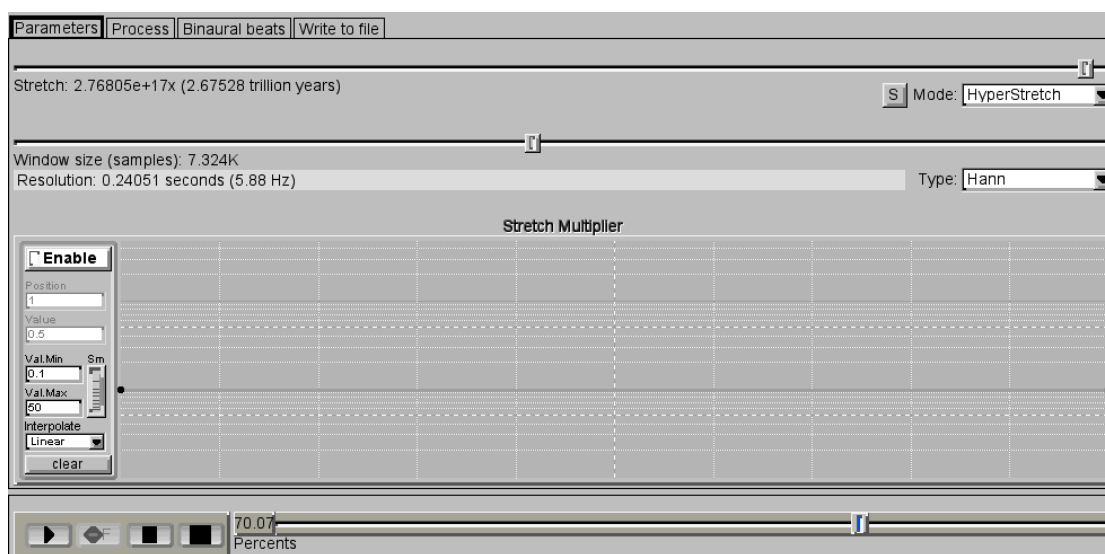 Parameters Process Binaural beats Write to file
Stretch: 2.76805e+17x (2.67528 trillion years)
S Mode: HyperStretch
Window size (samples): 7.324K
Resolution: 0.24051 seconds (5.88 Hz)
Type: Hann
Stretch Multiplier
Enable
Position
1
Value
0.5
Val.Min Sm
0.1
Val.Max
50
Interpolate
Linear
clear
F
70.07
Percents